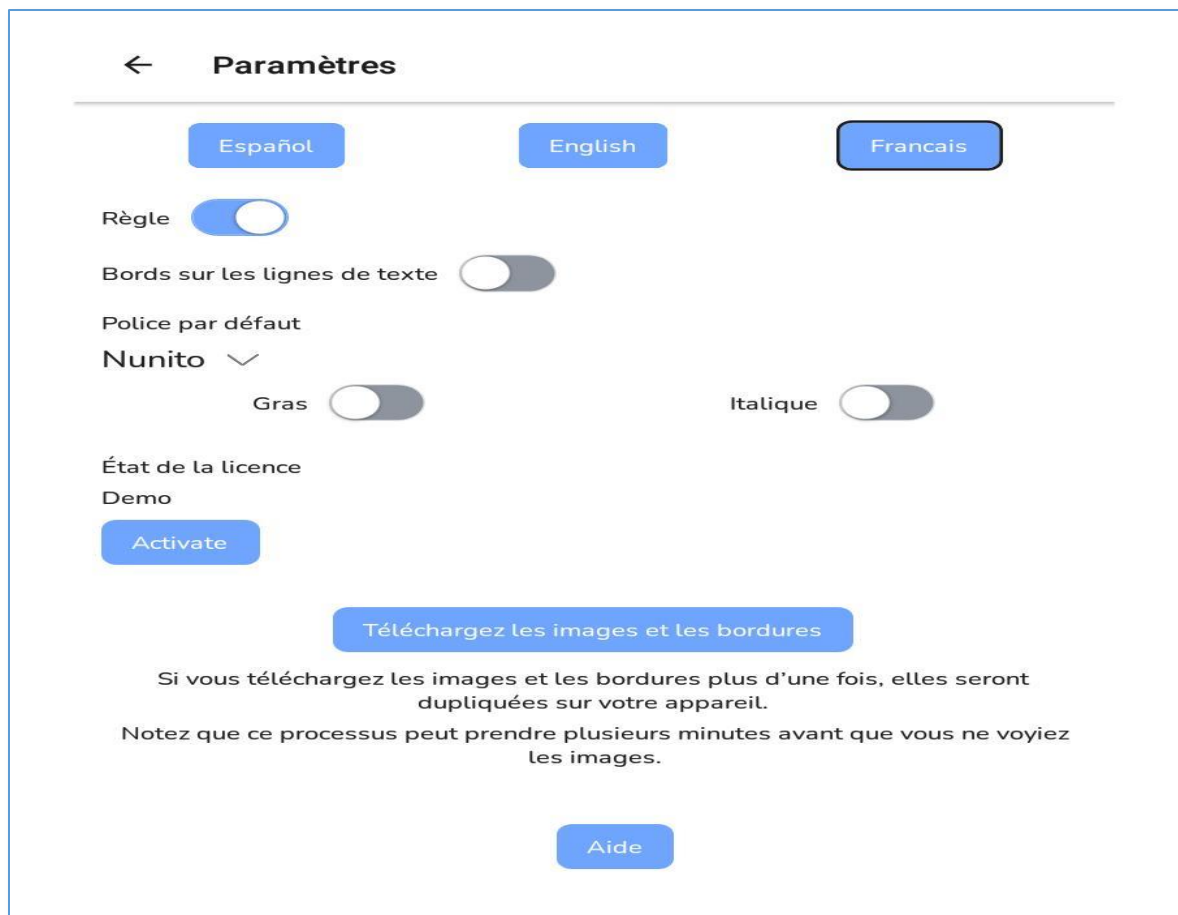 Paramètres
Español English Francais
Règle
Bords sur les lignes de texte
Police par défaut
Nunito
Gras Italique
État de la licence
Demo
Activate
Téléchargez les images et les bordures
Si vous téléchargez les images et les bordures plus d'une fois, elles seront
dupliquées sur votre appareil.
Notez que ce processus peut prendre plusieurs minutes avant que vous ne voyiez
les images.
Aide